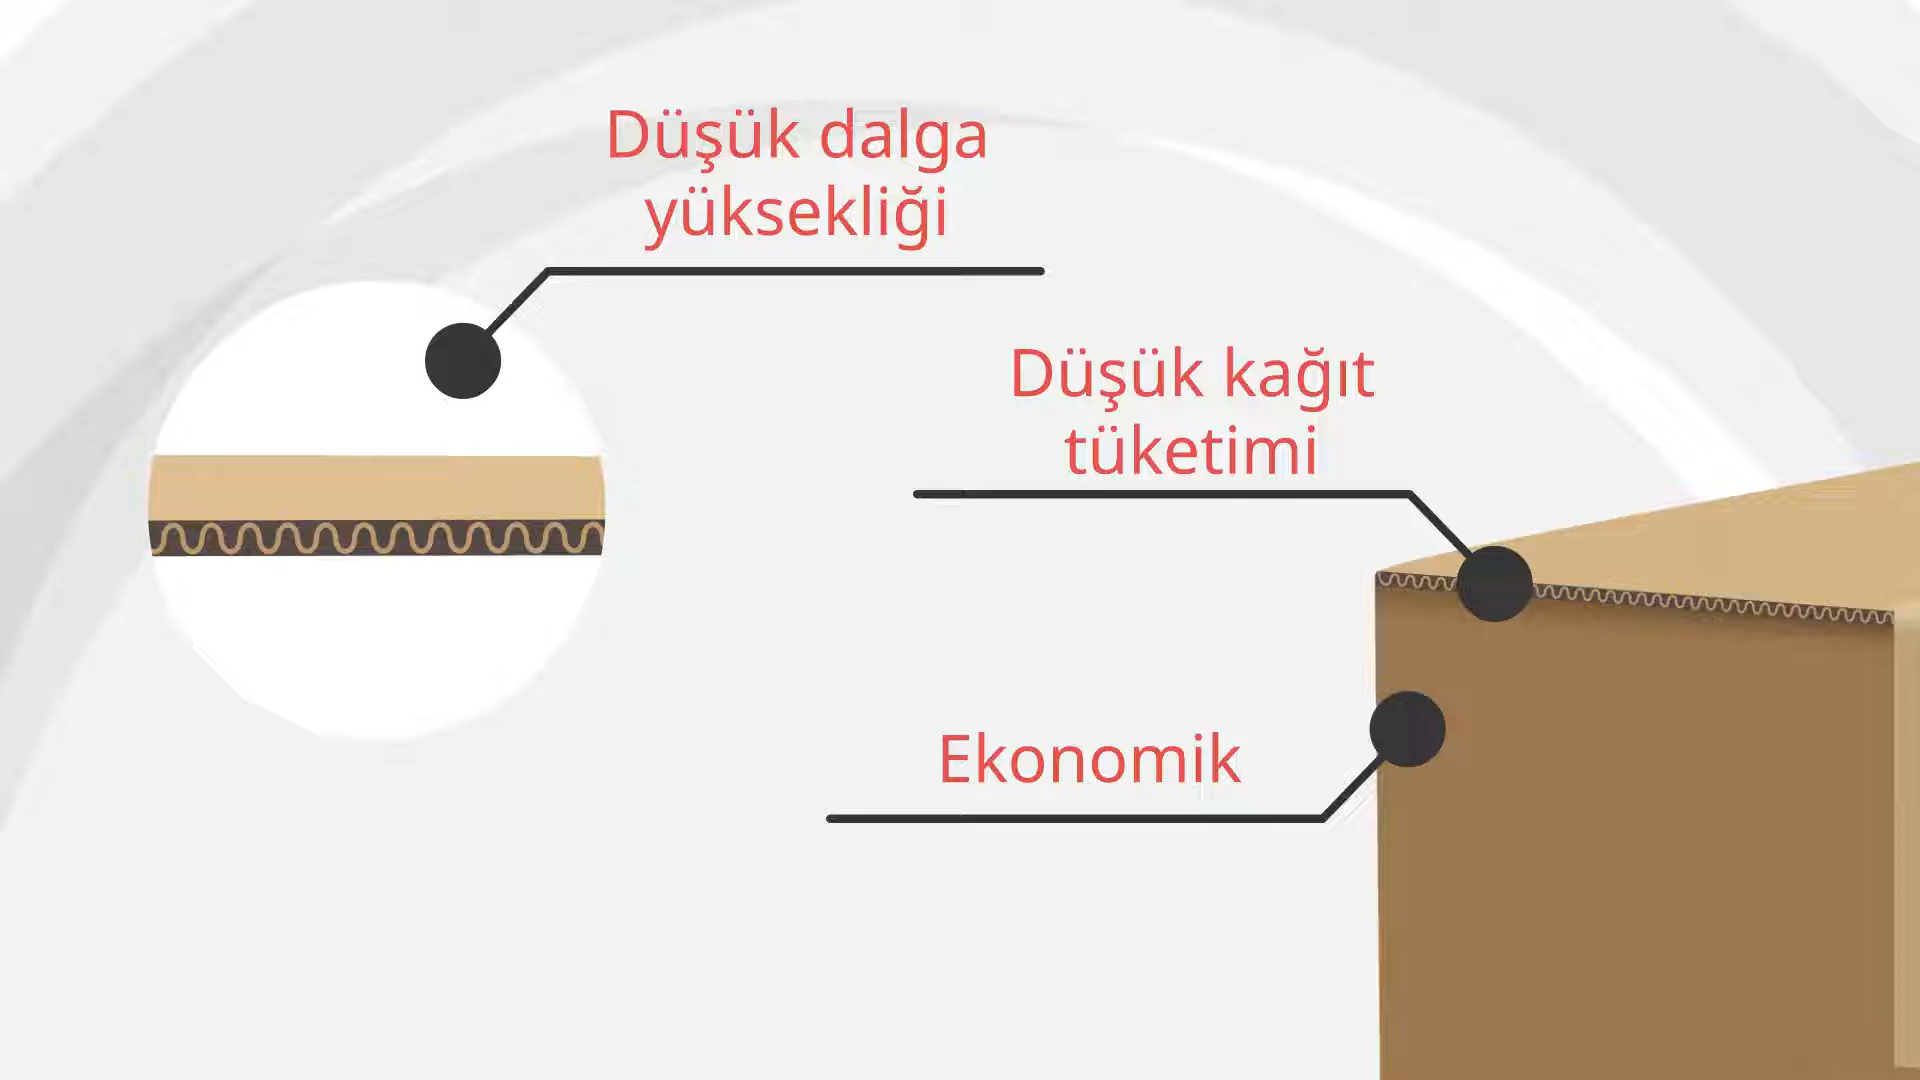 Düşük dalga
yüksekliği
Düşük kağıt
tüketimi
Ekonomik